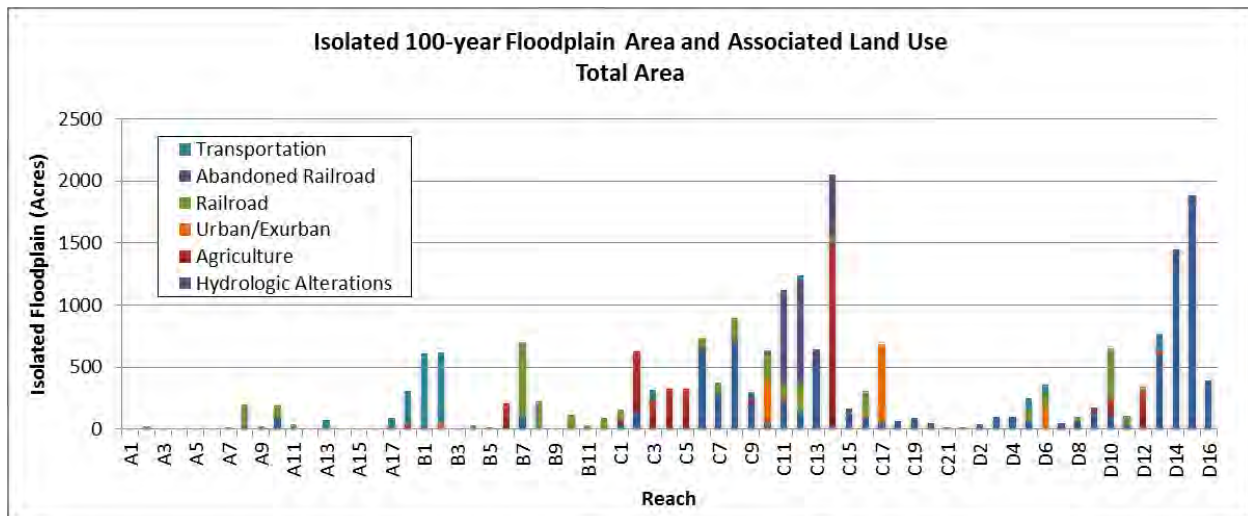 Isolated 100-year Floodplain Area and Associated Land Use
Total Area
Isolated Floodplain (Acres)
2500
2000
1500
1000
500
0
Transportation
Abandoned Railroad
Railroad
Urban/Exurban
Agriculture
Hydrologic Alterations
A1 A3 A5 A7 A9 A11 A13 A15 A17 B1 B3 B5 B7 B9 B11 C1 C3 C5 C7 C9 C11 C13 C15 C17 C19 C21 D2 D4 D6 D8 D10 D12 D14 D16
Reach